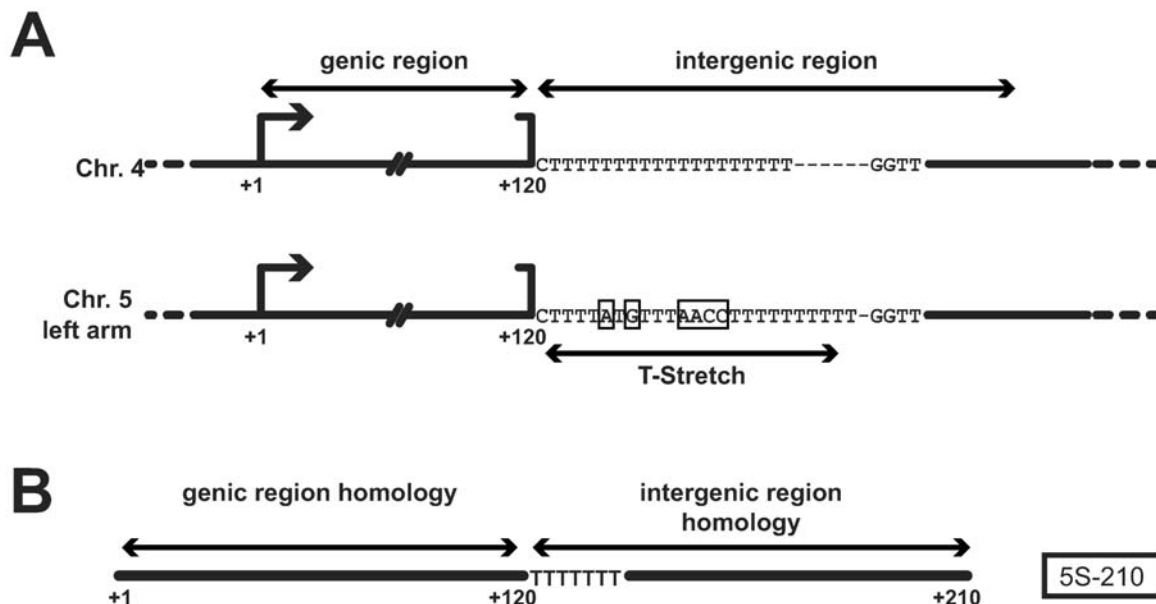 A
genic region
intergenic region
Chr. 4
CTTTTTTTTTTTTTTTTTTT------GGTT
+1
+120
Chr. 5
left arm
CTTTTATGTTTAACCTTTTTTTTTT-GGTT
+1
+120
T-Stretch
B
genic region homology
intergenic region
homology
TTTTTTT
+1
+120
+210
5S-210